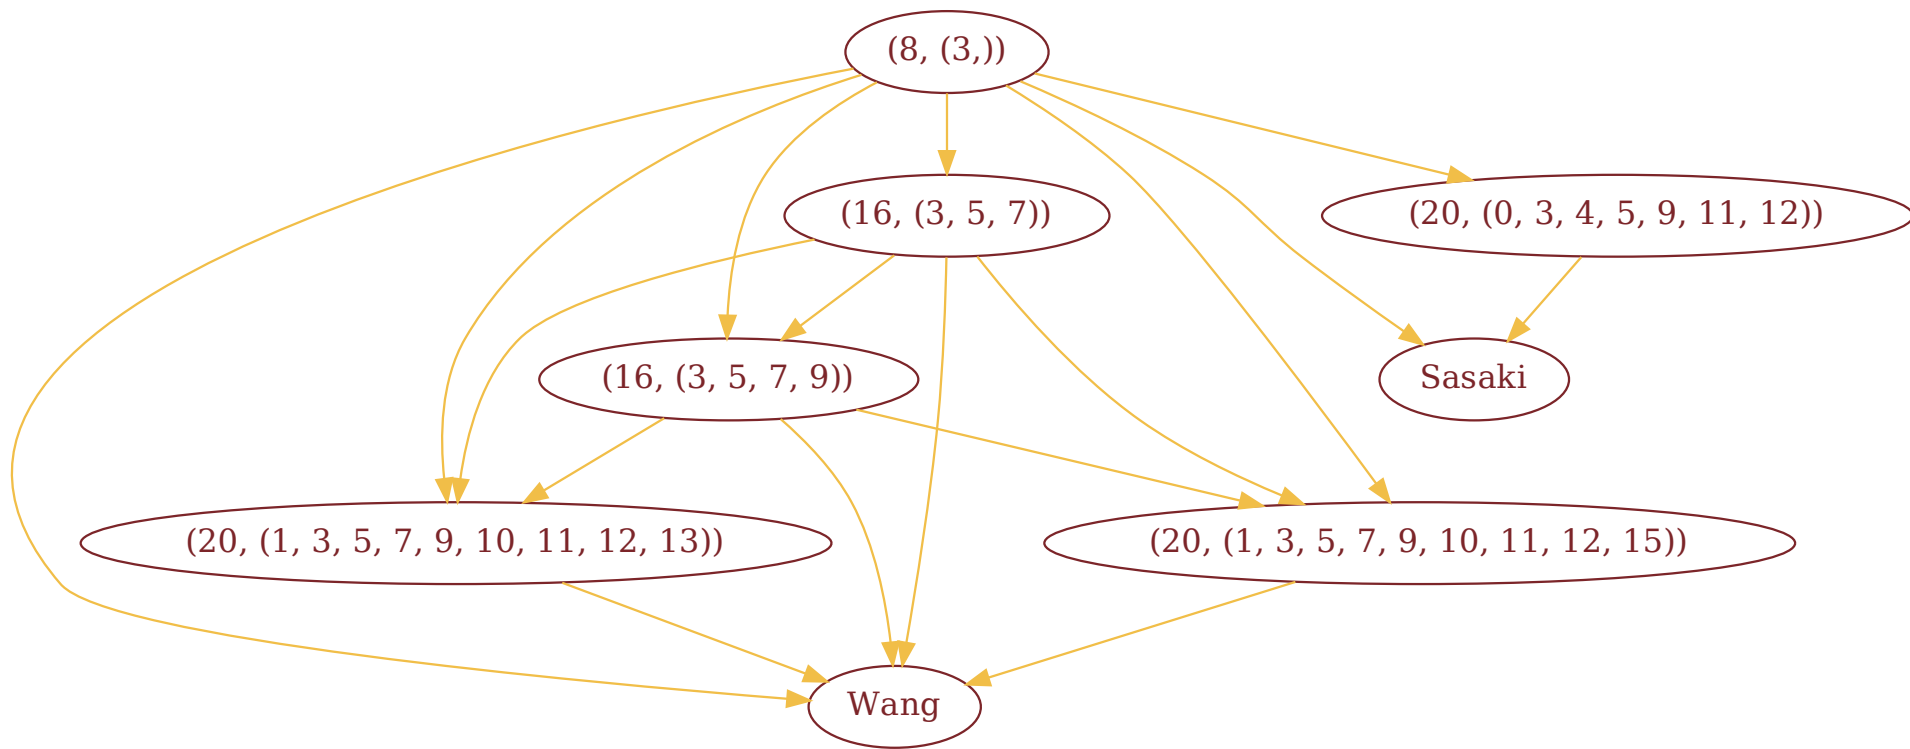 (8, (3,))
(16, (3, 5, 7))
(20, (0, 3, 4, 5, 9, 11, 12))
(16, (3, 5, 7, 9))
Sasaki
(20, (1, 3, 5, 7, 9, 10, 11, 12, 13))
(20, (1, 3, 5, 7, 9, 10, 11, 12, 15))
Wang